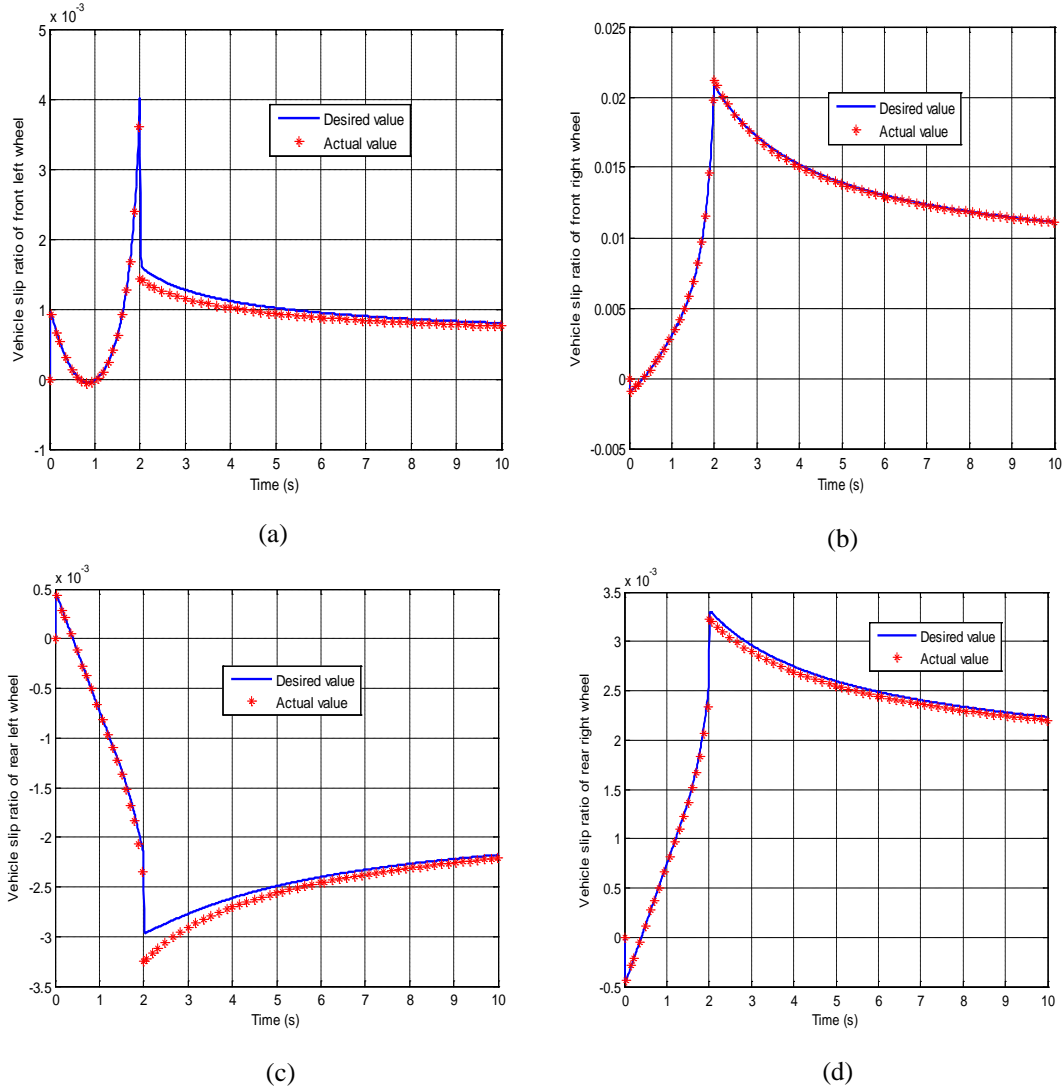 x 10⁻³
5
4
3
2
1
0
-1
Vehicle slip ratio of front left wheel
Desired value
Actual value
0 1 2 3 4 5 6 7 8 9 10
Time (s)
(a)
0.025
0.02
0.015
0.01
0.005
0
-0.005
Vehicle slip ratio of front right wheel
Desired value
Actual value
0 1 2 3 4 5 6 7 8 9 10
Time (s)
(b)
x 10⁻³
0.5
0
-0.5
-1
-1.5
-2
-2.5
-3
-3.5
Vehicle slip ratio of rear left wheel
Desired value
Actual value
0 1 2 3 4 5 6 7 8 9 10
Time (s)
(c)
x 10⁻³
3.5
3
2.5
2
1.5
1
0.5
0
-0.5
Vehicle slip ratio of rear right wheel
Desired value
Actual value
0 1 2 3 4 5 6 7 8 9 10
Time (s)
(d)